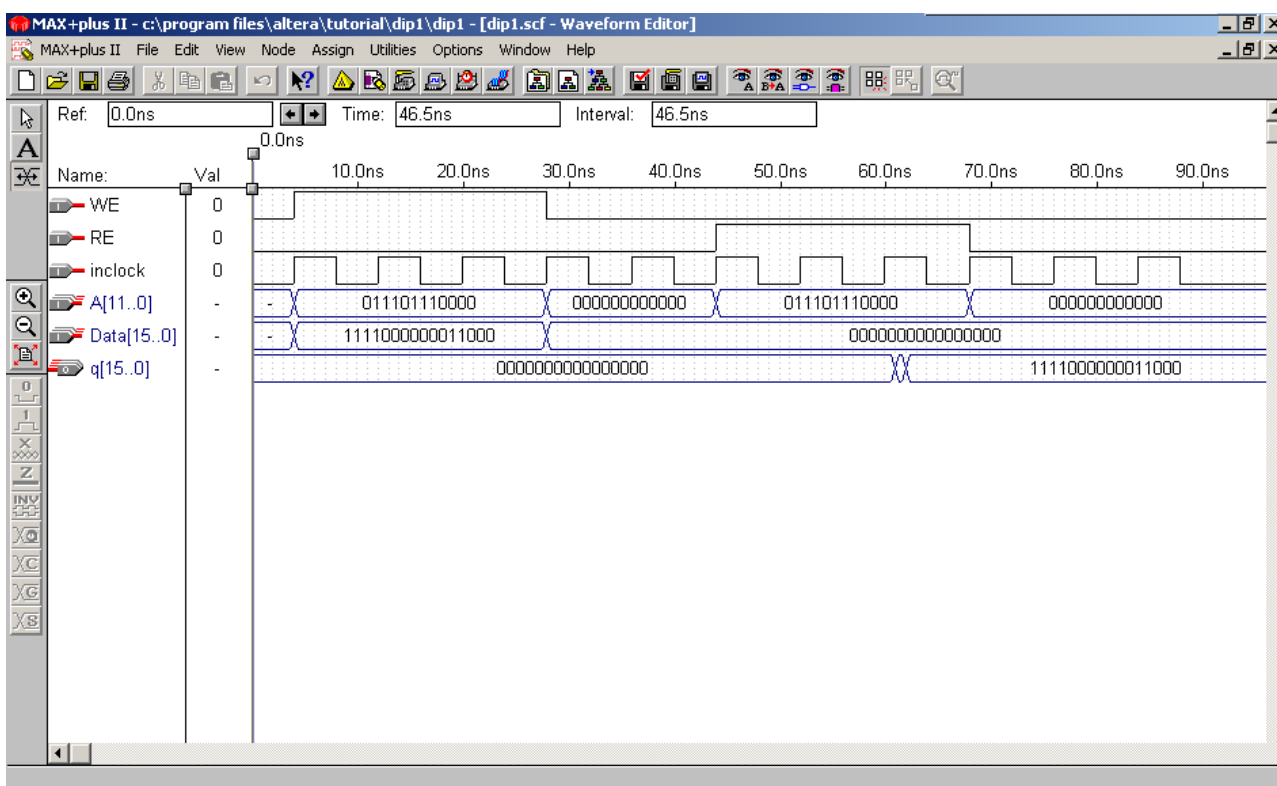 MAX+plus II - c:\program files\altera\tutorial\dip1\dip1 - [dip1.scf - Waveform Editor]
MAX+plus II File Edit View Node Assign Utilities Options Window Help
Ref: 0.0ns Time: 46.5ns Interval: 46.5ns
0.0ns
Name: Val 10.0ns 20.0ns 30.0ns 40.0ns 50.0ns 60.0ns 70.0ns 80.0ns 90.0ns
WE 0
RE 0
inclock 0
A[11..0] - - 011101110000 000000000000 011101110000 000000000000
Data[15..0] - - 1111000000011000 0000000000000000
q[15..0] - 0000000000000000 1111000000011000